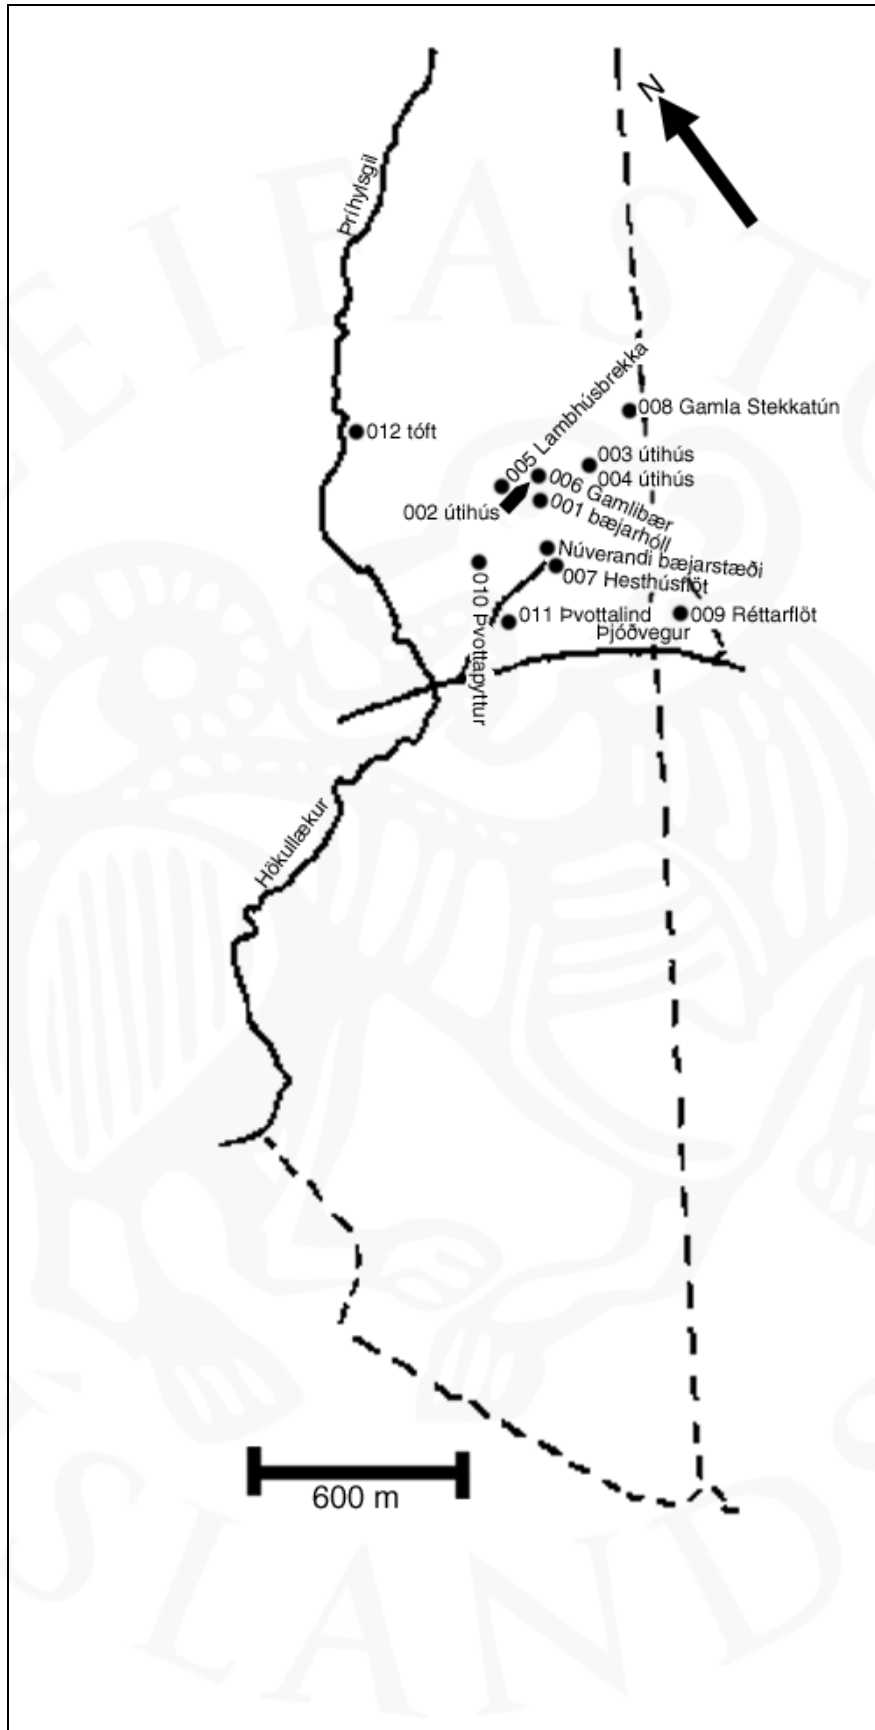 N
Þríhylsgil
005 Lambhúsbrekka
008 Gamla Stekkatún
012 tóft
003 útihús
004 útihús
006 Gamlibær
002 útihús
001 bæjarhóll
Núverandi bæjarstæði
007 Hesthúsflöt
010 Þvottapyttur
011 Þvottalind
009 Réttarflöt
Þjóðvegur
Hökullækur
600 m